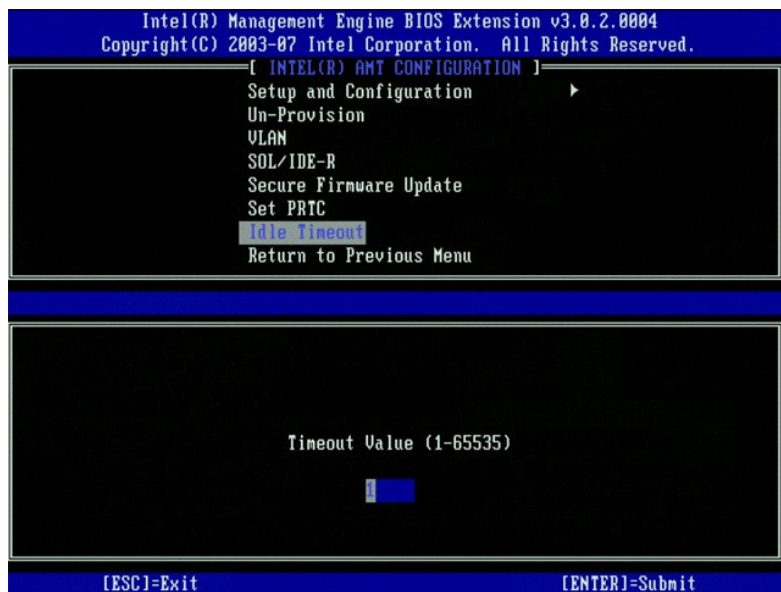 Intel(R) Management Engine BIOS Extension v3.0.2.0004
Copyright(C) 2003-07 Intel Corporation. All Rights Reserved.
[ INTEL(R) AMT CONFIGURATION ]
Setup and Configuration
Un-Provision
VLAN
SOL/IDE-R
Secure Firmware Update
Set PRTC
Idle Timeout
Return to Previous Menu
Timeout Value (1-65535)
1
[ESC]=Exit [ENTER]=Submit